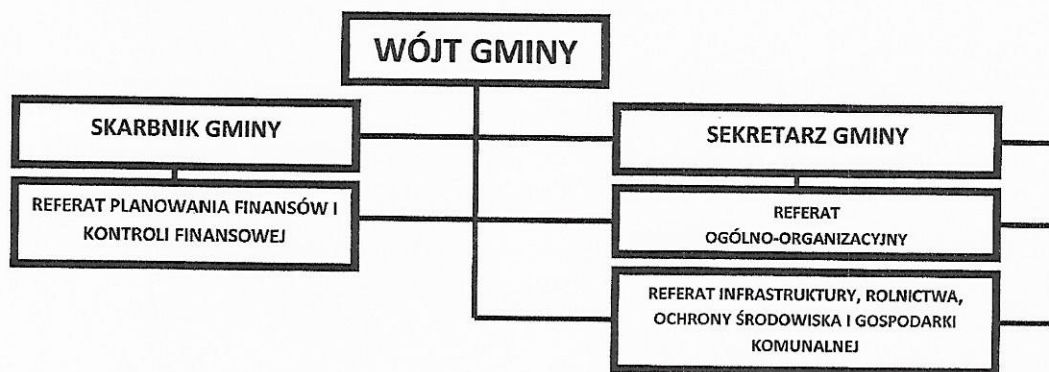 WÓJT GMINY
SKARBNIK GMINY
SEKRETARZ GMINY
REFERAT PLANOWANIA FINANSÓW I
KONTROLI FINANSOWEJ
REFERAT
OGÓLNO-ORGANIZACYJNY
REFERAT INFRASTRUKTURY, ROLNICTWA,
OCHRONY ŚRODOWISKA I GOSPODARKI
KOMUNALNEJ